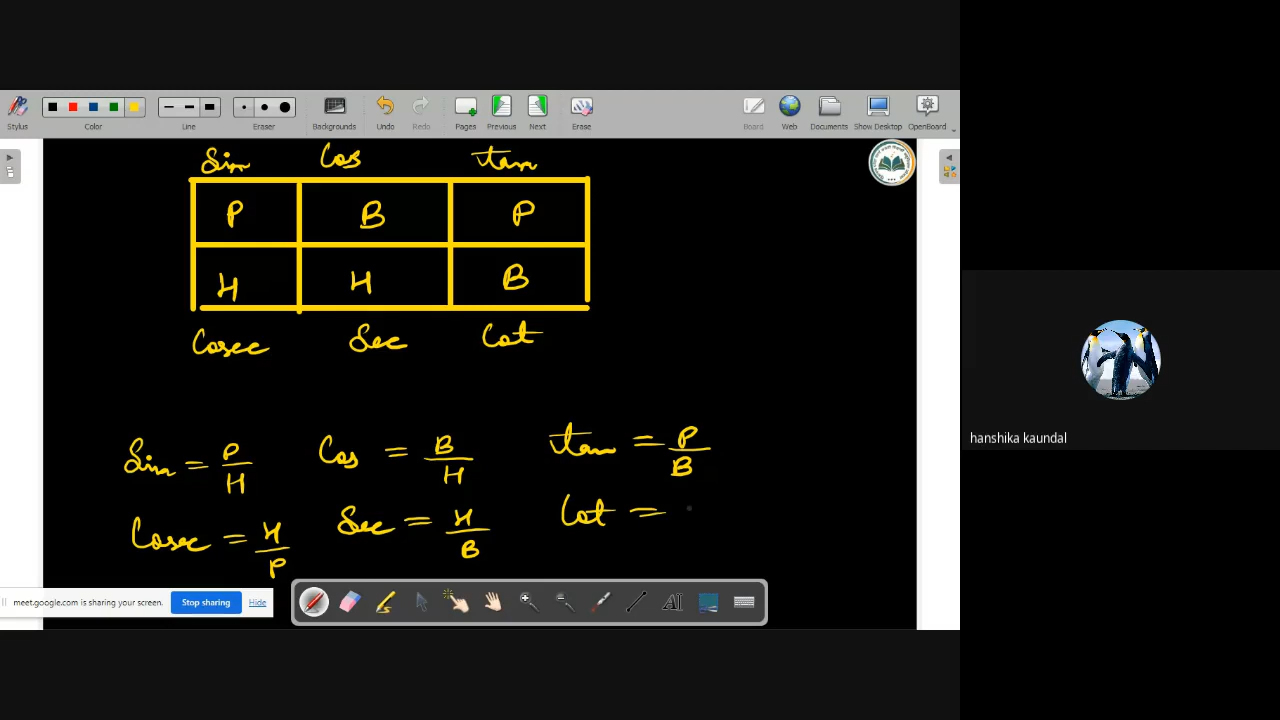 Stylus Color Line Eraser Backgrounds Undo Redo Pages Previous Next Erase Board Web Documents Show Desktop OpenBoard
Sin Cos tan
P B P
H H B
Cosec Sec Cot
Sin = P/H Cos = B/H tan = P/B
Cosec = H/P Sec = H/B Cot =
hanshika kaundal
meet.google.com is sharing your screen. Stop sharing Hide
AI